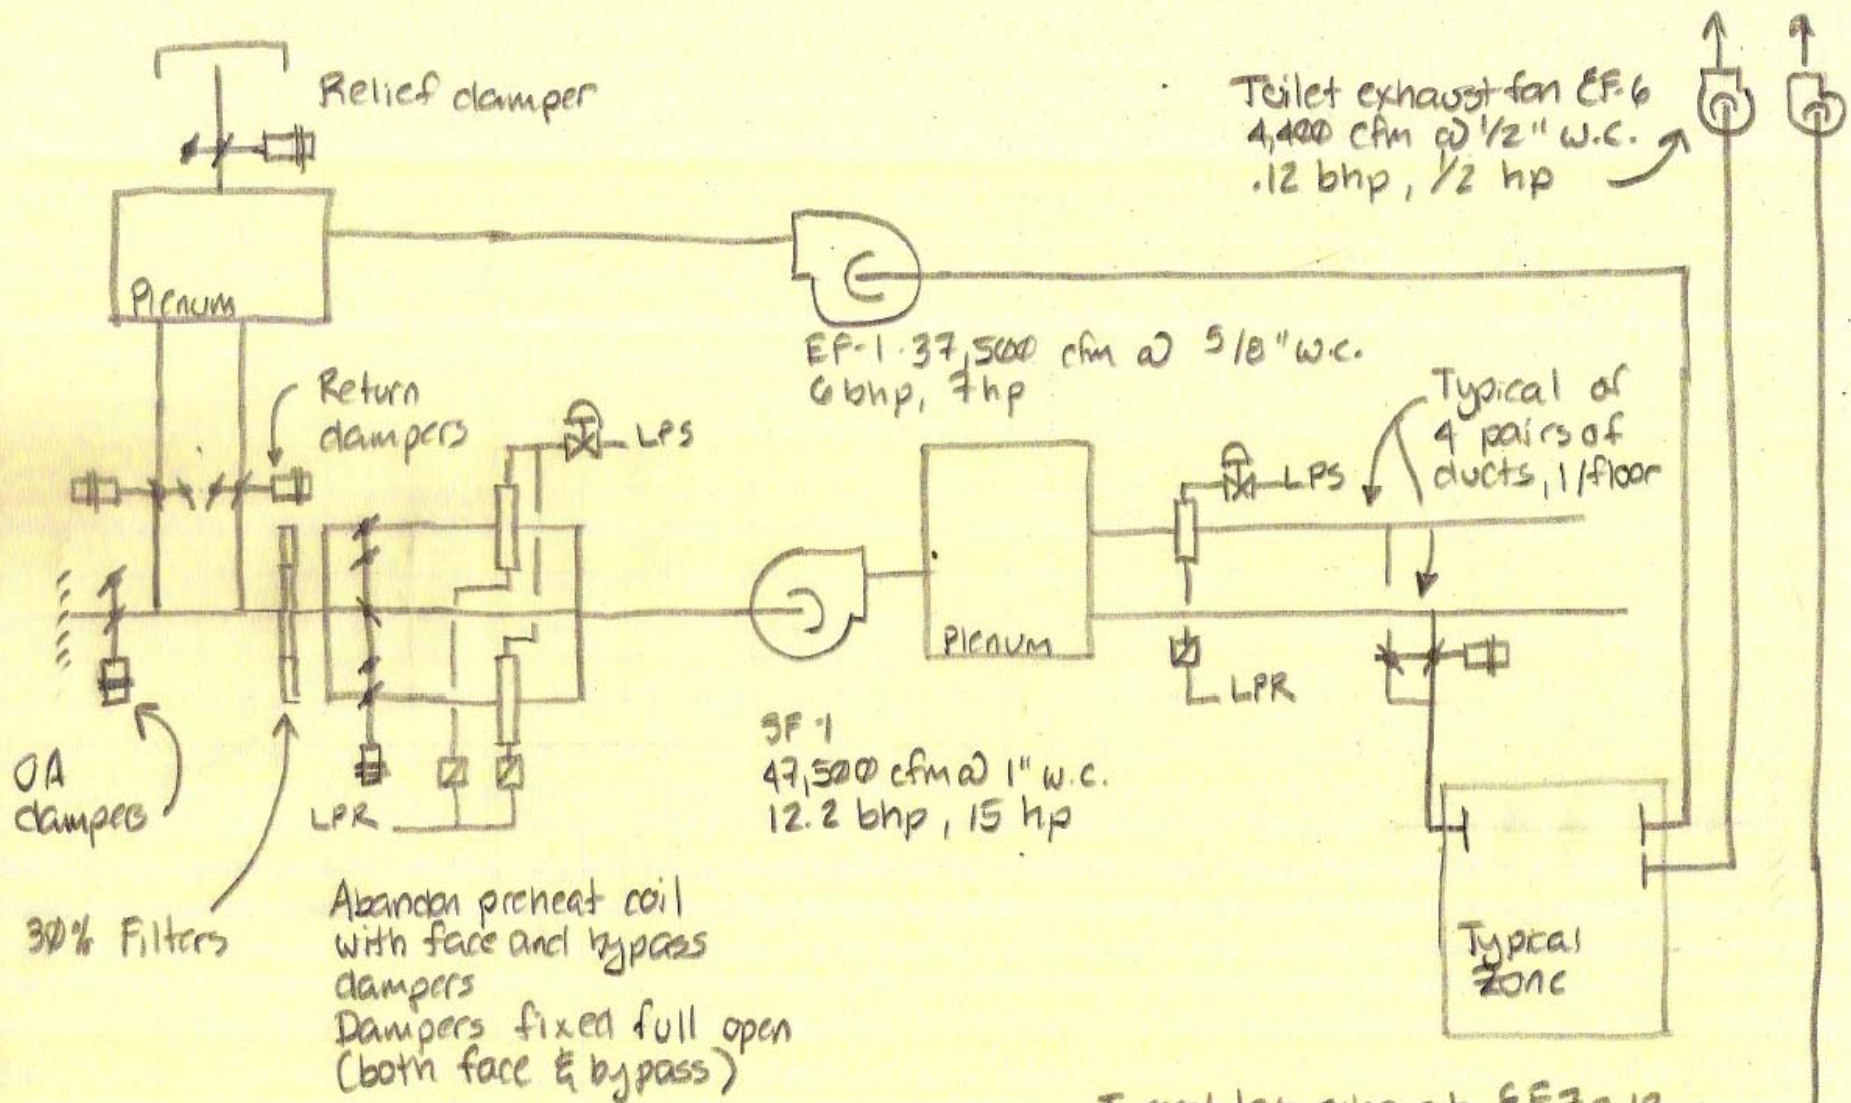 Relief damper
Toilet exhaust fan EF-6
4,400 cfm @ 1/2" w.c.
.12 bhp, 1/2 hp
Plenum
EF-1 37,500 cfm @ 5/8" w.c.
6 bhp, 7 hp
Return
dampers
LPS
Typical of
4 pairs of
ducts, 1/floor
LPS
Plenum
LPR
SF-1
47,500 cfm @ 1" w.c.
12.2 bhp, 15 hp
OA
dampers
LPR
30% Filters
Abandon preheat coil
with face and bypass
dampers
Dampers fixed full open
(both face & bypass)
Typical
Zone